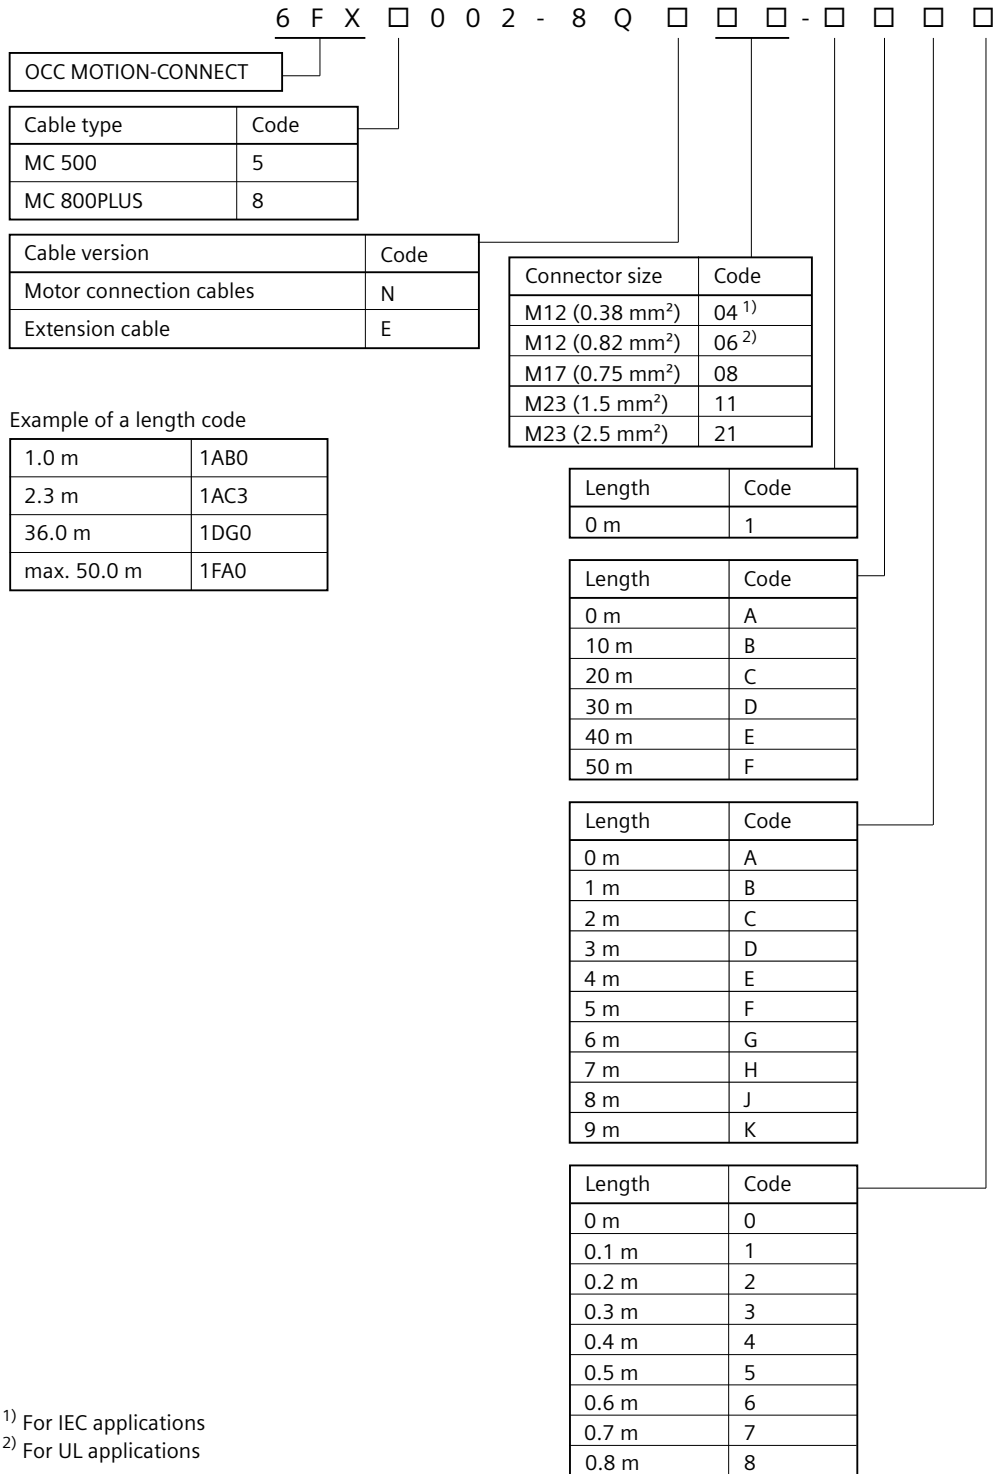 6 F X □ 0 0 2 - 8 Q □ □ □ - □ □ □ □
OCC MOTION-CONNECT
Cable type Code
MC 500 5
MC 800PLUS 8
Cable version Code
Motor connection cables N
Extension cable E
Connector size Code
M12 (0.38 mm²) 04 1)
M12 (0.82 mm²) 06 2)
M17 (0.75 mm²) 08
M23 (1.5 mm²) 11
M23 (2.5 mm²) 21
Example of a length code
1.0 m 1AB0
2.3 m 1AC3
36.0 m 1DG0
max. 50.0 m 1FA0
Length Code
0 m 1
Length Code
0 m A
10 m B
20 m C
30 m D
40 m E
50 m F
Length Code
0 m A
1 m B
2 m C
3 m D
4 m E
5 m F
6 m G
7 m H
8 m J
9 m K
Length Code
0 m 0
0.1 m 1
0.2 m 2
0.3 m 3
0.4 m 4
0.5 m 5
0.6 m 6
0.7 m 7
0.8 m 8
1) For IEC applications
2) For UL applications